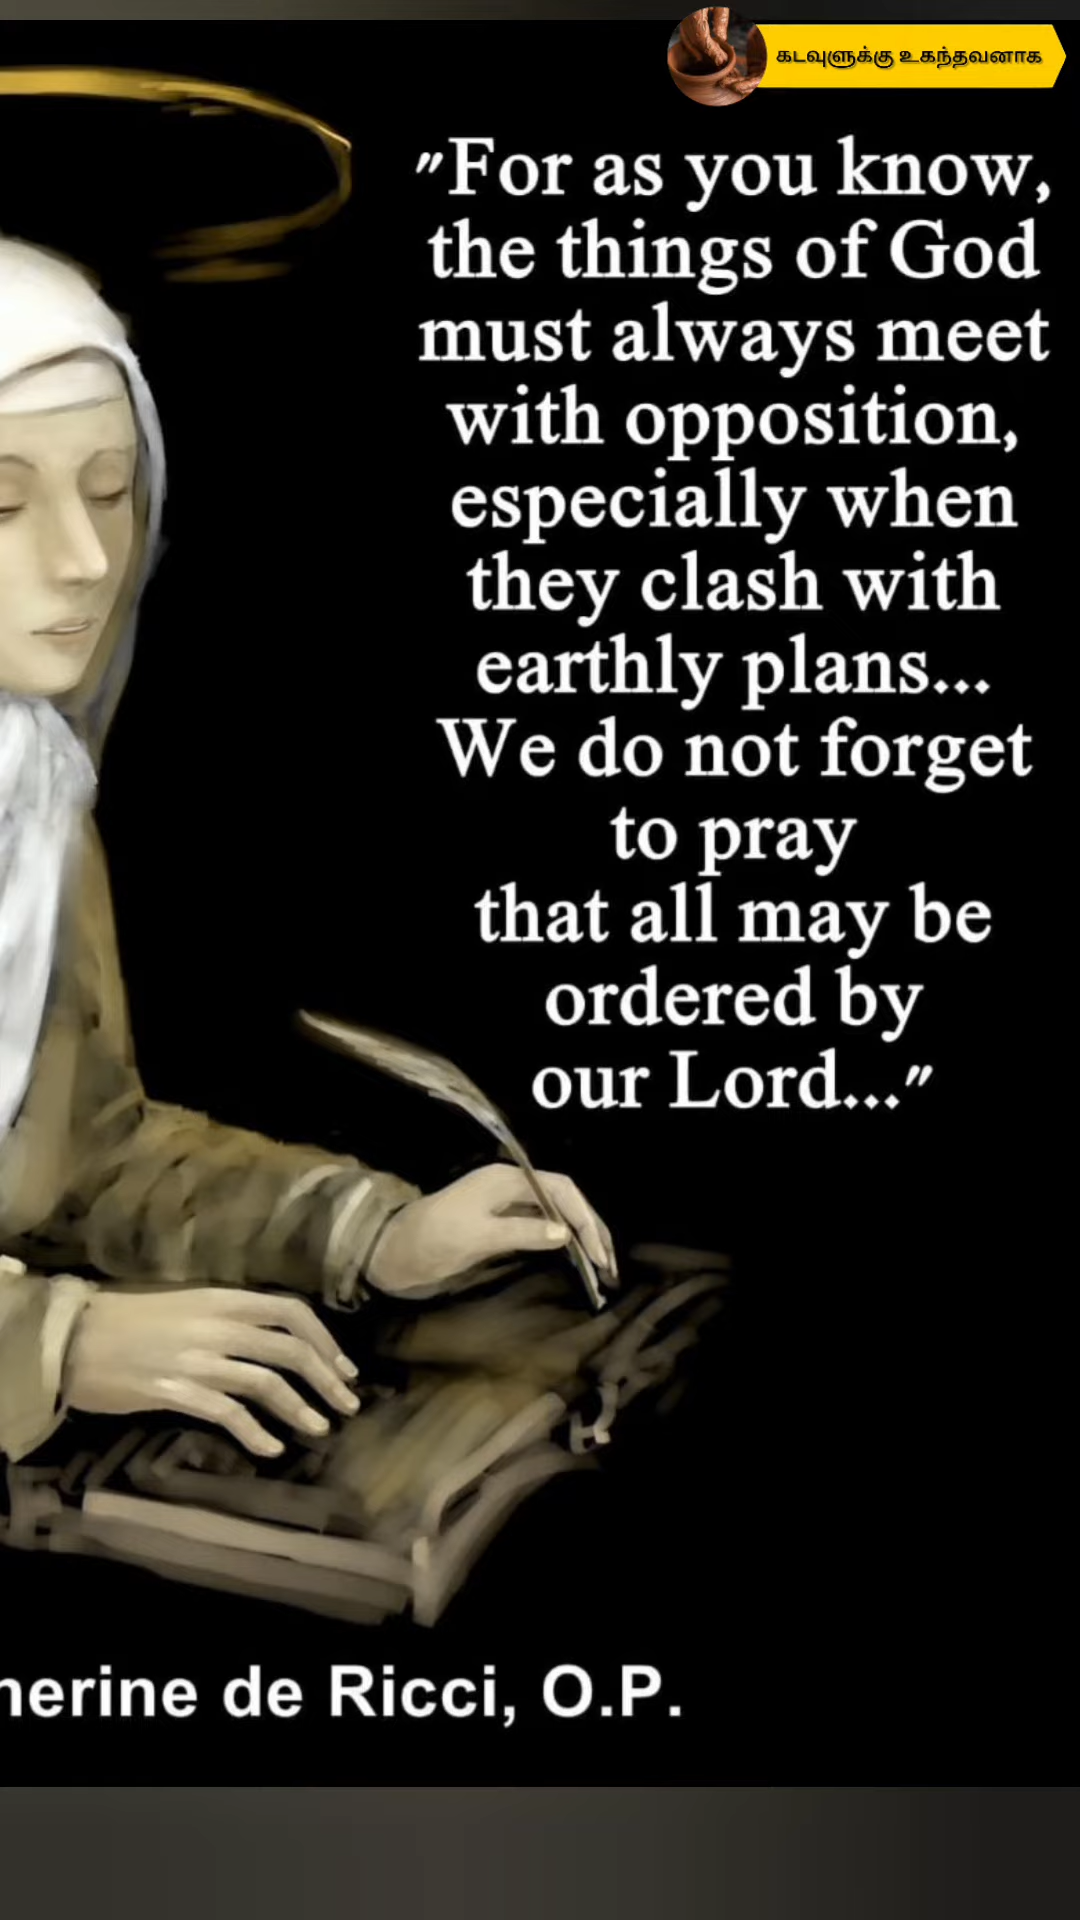 கடவுளுக்கு உகந்தவனாக
"For as you know,
the things of God
must always meet
with opposition,
especially when
they clash with
earthly plans...
We do not forget
to pray
that all may be
ordered by
our Lord..."
herine de Ricci, O.P.